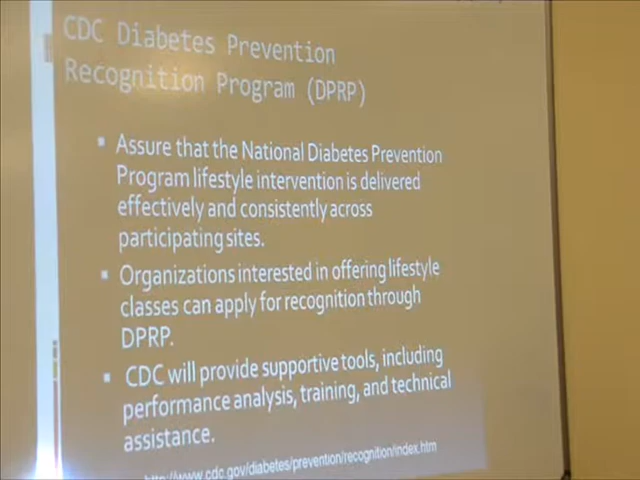 CDC Diabetes Prevention
Recognition Program (DPRP)
▪ Assure that the National Diabetes Prevention
Program lifestyle intervention is delivered
effectively and consistently across
participating sites.
▪ Organizations interested in offering lifestyle
classes can apply for recognition through
DPRP.
▪ CDC will provide supportive tools, including
performance analysis, training, and technical
assistance.
http://www.cdc.gov/diabetes/prevention/recognition/index.htm